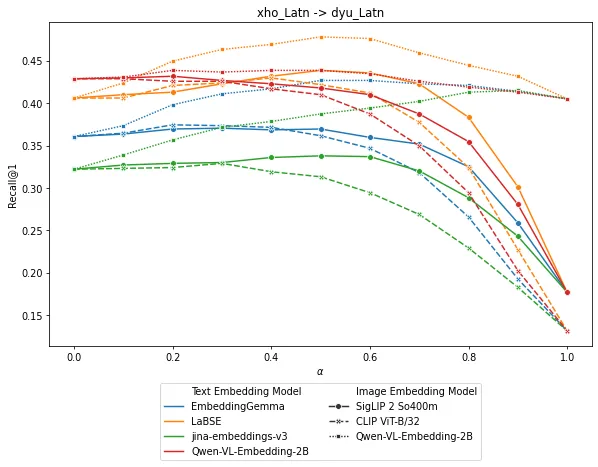 xho_Latn -> dyu_Latn
Recall@1
0.45
0.40
0.35
0.30
0.25
0.20
0.15
0.0 0.2 0.4 0.6 0.8 1.0
α
Text Embedding Model Image Embedding Model
EmbeddingGemma SigLIP 2 So400m
LaBSE CLIP ViT-B/32
jina-embeddings-v3 Qwen-VL-Embedding-2B
Qwen-VL-Embedding-2B